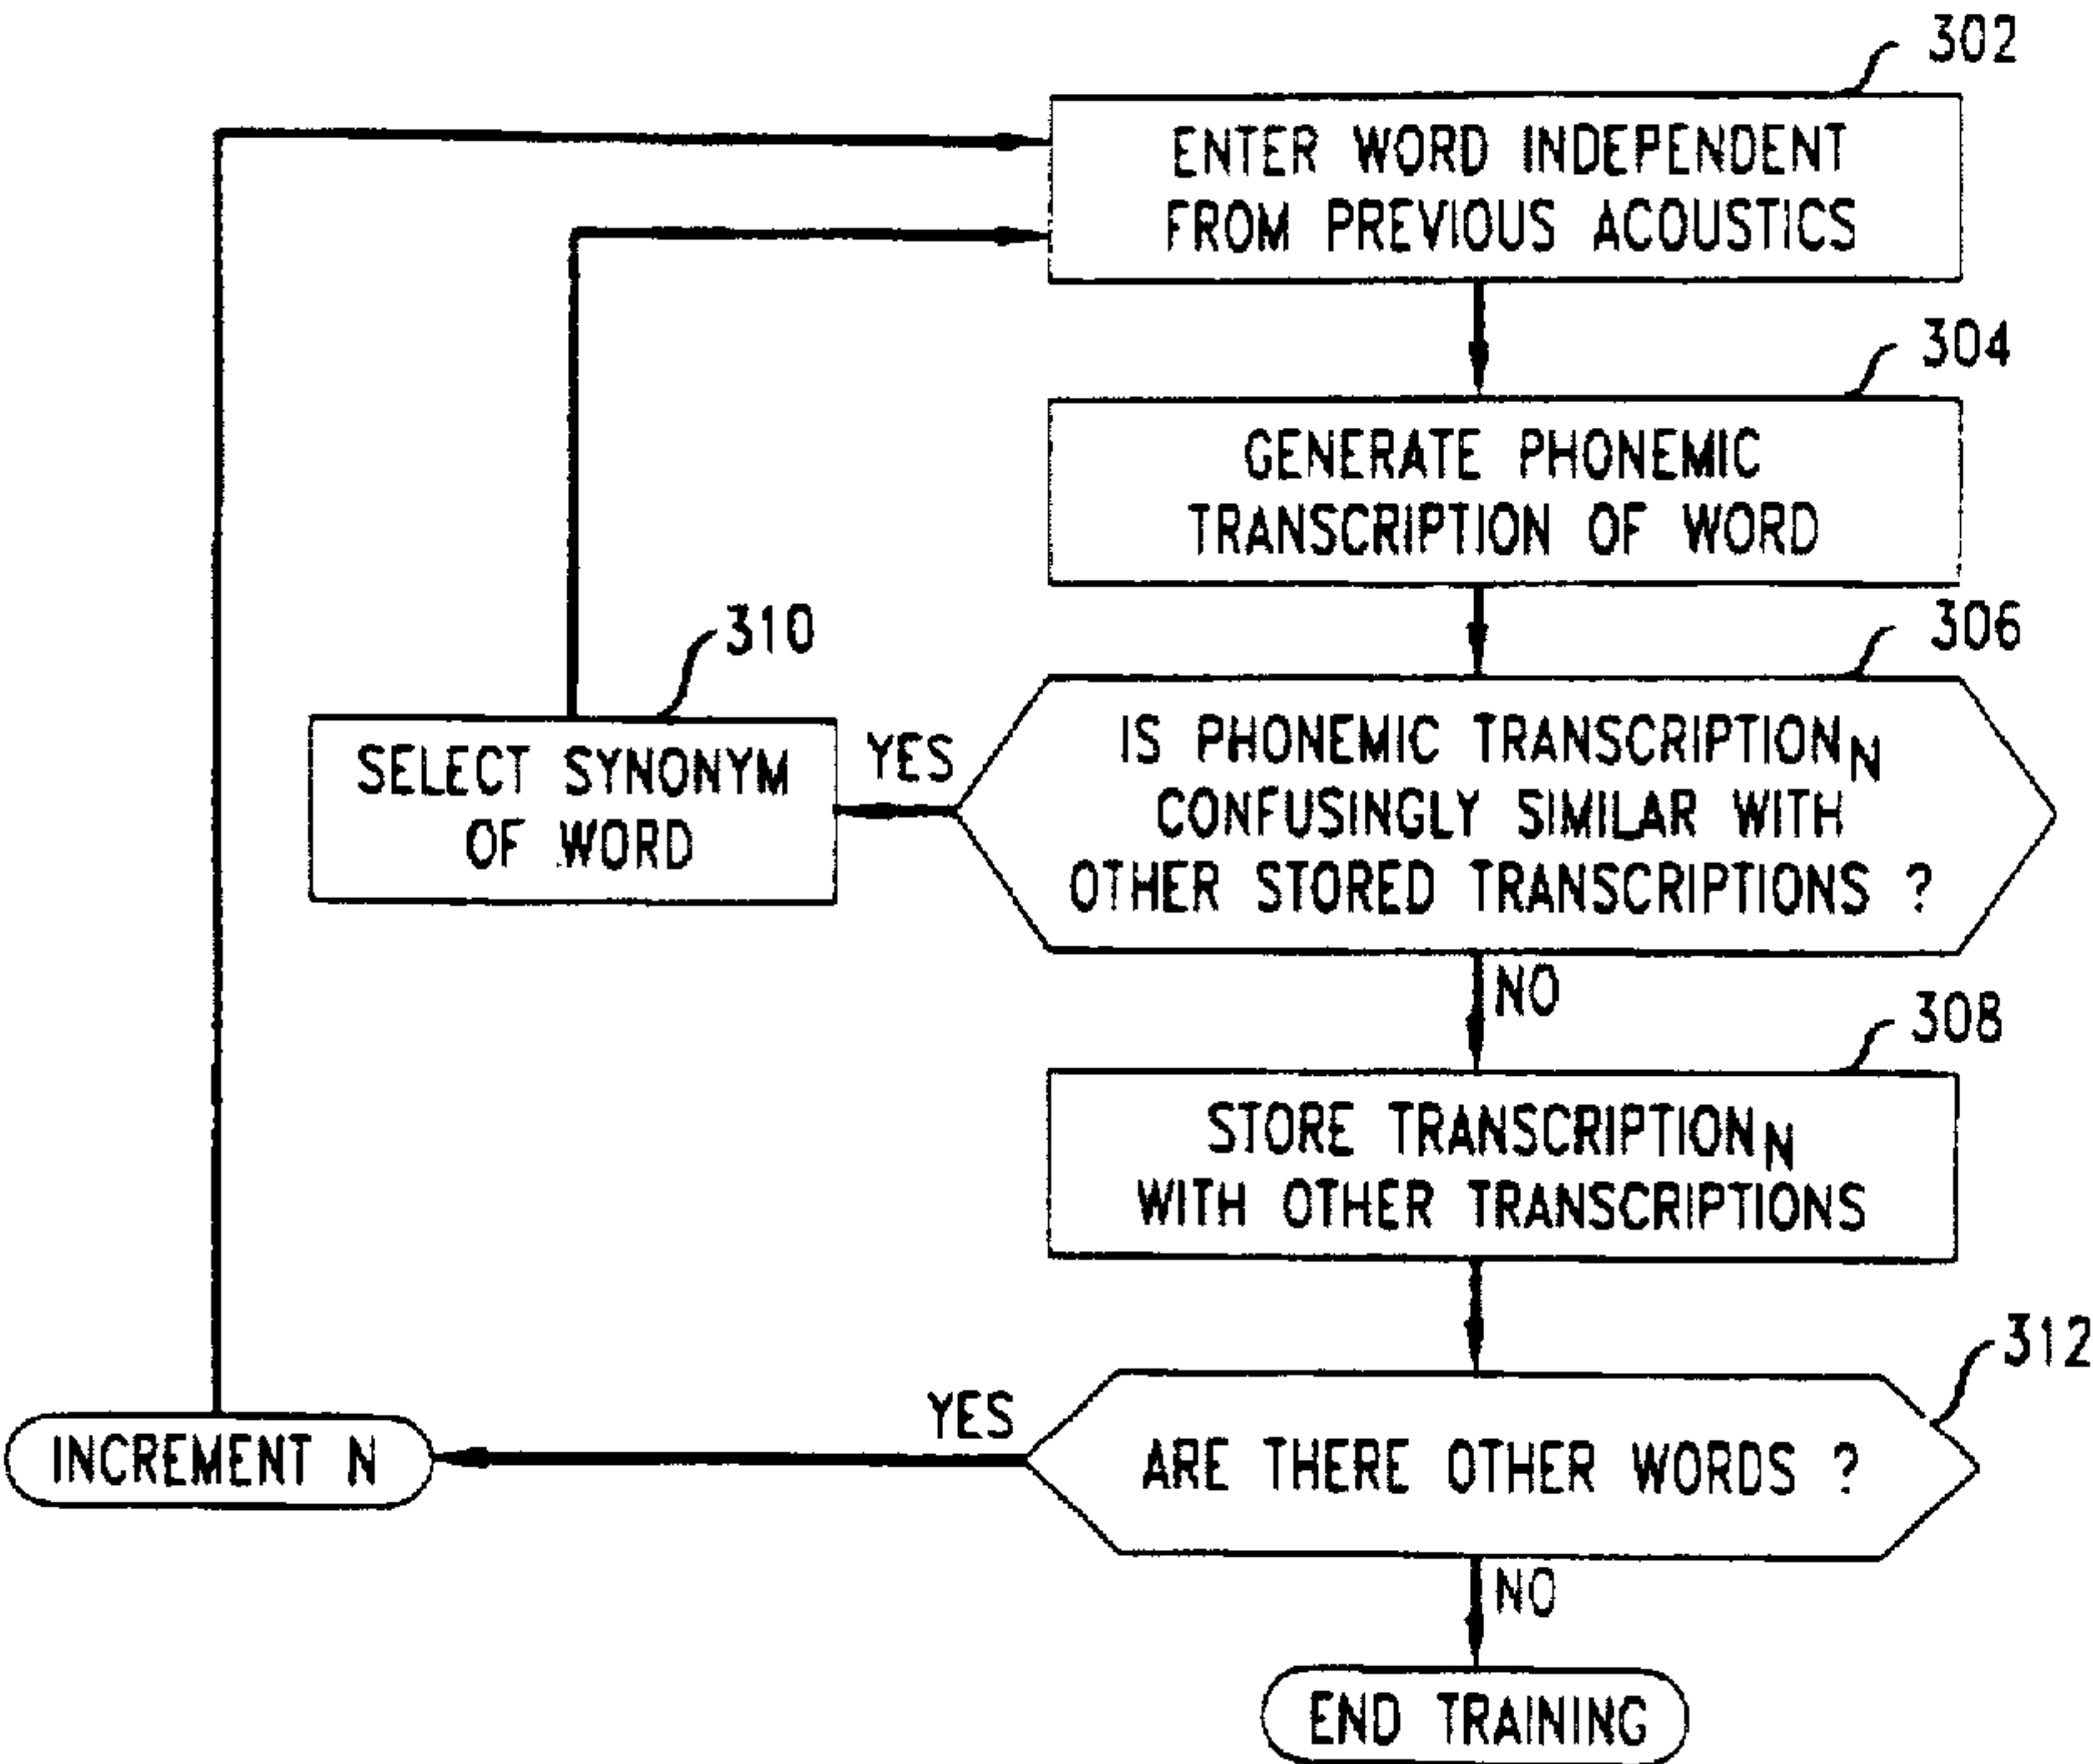 302
ENTER WORD INDEPENDENT
FROM PREVIOUS ACOUSTICS
304
GENERATE PHONEMIC
TRANSCRIPTION OF WORD
310
306
SELECT SYNONYM
OF WORD
YES
IS PHONEMIC TRANSCRIPTION_N
CONFUSINGLY SIMILAR WITH
OTHER STORED TRANSCRIPTIONS ?
NO
308
STORE TRANSCRIPTION_N
WITH OTHER TRANSCRIPTIONS
312
YES
INCREMENT N
ARE THERE OTHER WORDS ?
NO
END TRAINING